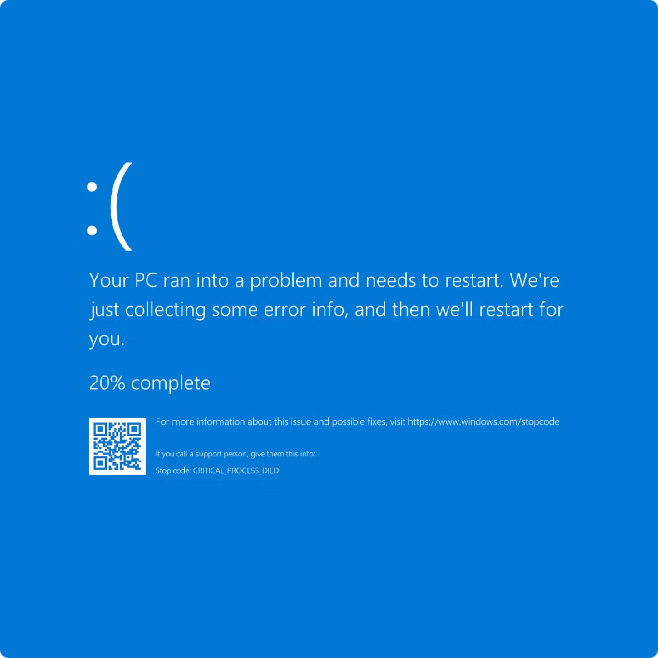 :(
Your PC ran into a problem and needs to restart. We're
just collecting some error info, and then we'll restart for
you.
20% complete
For more information about this issue and possible fixes, visit https://www.windows.com/stopcode
If you call a support person, give them this info:
Stop code: CRITICAL_PROCESS_DIED